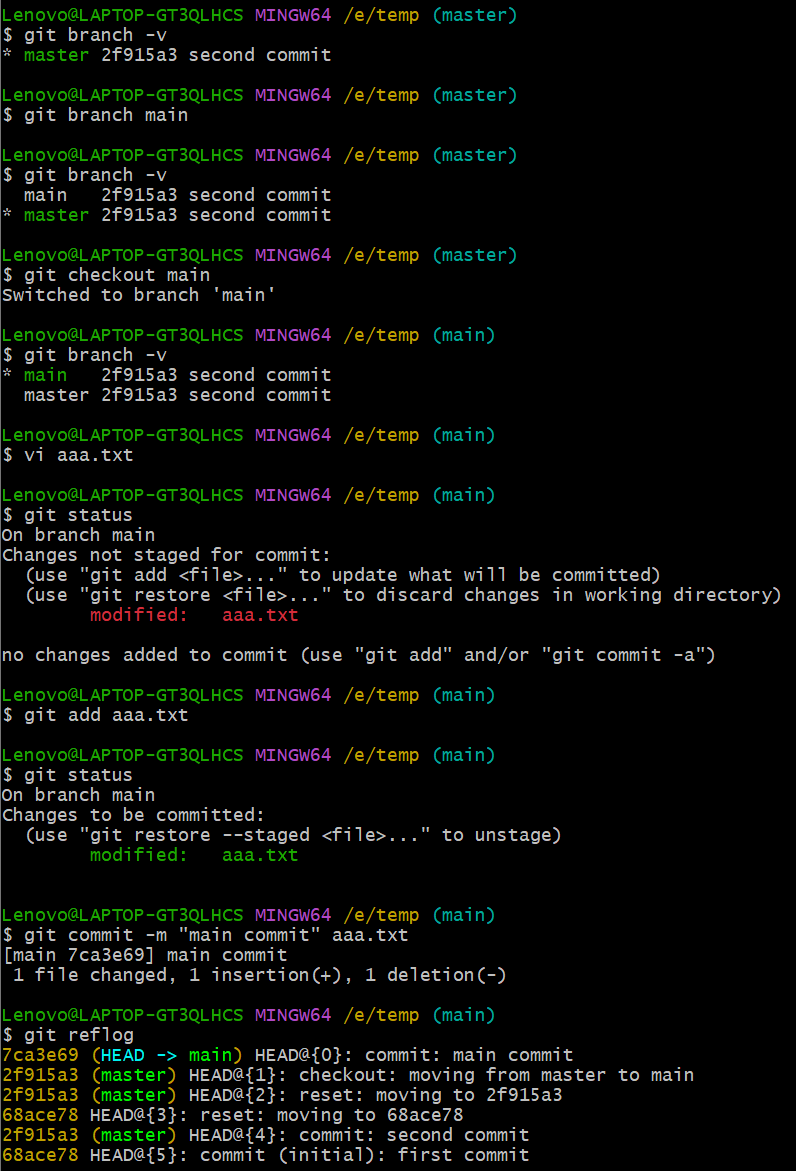 Lenovo@LAPTOP-GT3QLHCS MINGW64 /e/temp (master)
$ git branch -v
* master 2f915a3 second commit
Lenovo@LAPTOP-GT3QLHCS MINGW64 /e/temp (master)
$ git branch main
Lenovo@LAPTOP-GT3QLHCS MINGW64 /e/temp (master)
$ git branch -v
  main   2f915a3 second commit
* master 2f915a3 second commit
Lenovo@LAPTOP-GT3QLHCS MINGW64 /e/temp (master)
$ git checkout main
Switched to branch 'main'
Lenovo@LAPTOP-GT3QLHCS MINGW64 /e/temp (main)
$ git branch -v
* main   2f915a3 second commit
  master 2f915a3 second commit
Lenovo@LAPTOP-GT3QLHCS MINGW64 /e/temp (main)
$ vi aaa.txt
Lenovo@LAPTOP-GT3QLHCS MINGW64 /e/temp (main)
$ git status
On branch main
Changes not staged for commit:
  (use "git add <file>..." to update what will be committed)
  (use "git restore <file>..." to discard changes in working directory)
        modified:   aaa.txt
no changes added to commit (use "git add" and/or "git commit -a")
Lenovo@LAPTOP-GT3QLHCS MINGW64 /e/temp (main)
$ git add aaa.txt
Lenovo@LAPTOP-GT3QLHCS MINGW64 /e/temp (main)
$ git status
On branch main
Changes to be committed:
  (use "git restore --staged <file>..." to unstage)
        modified:   aaa.txt
Lenovo@LAPTOP-GT3QLHCS MINGW64 /e/temp (main)
$ git commit -m "main commit" aaa.txt
[main 7ca3e69] main commit
 1 file changed, 1 insertion(+), 1 deletion(-)
Lenovo@LAPTOP-GT3QLHCS MINGW64 /e/temp (main)
$ git reflog
7ca3e69 (HEAD -> main) HEAD@{0}: commit: main commit
2f915a3 (master) HEAD@{1}: checkout: moving from master to main
2f915a3 (master) HEAD@{2}: reset: moving to 2f915a3
68ace78 HEAD@{3}: reset: moving to 68ace78
2f915a3 (master) HEAD@{4}: commit: second commit
68ace78 HEAD@{5}: commit (initial): first commit